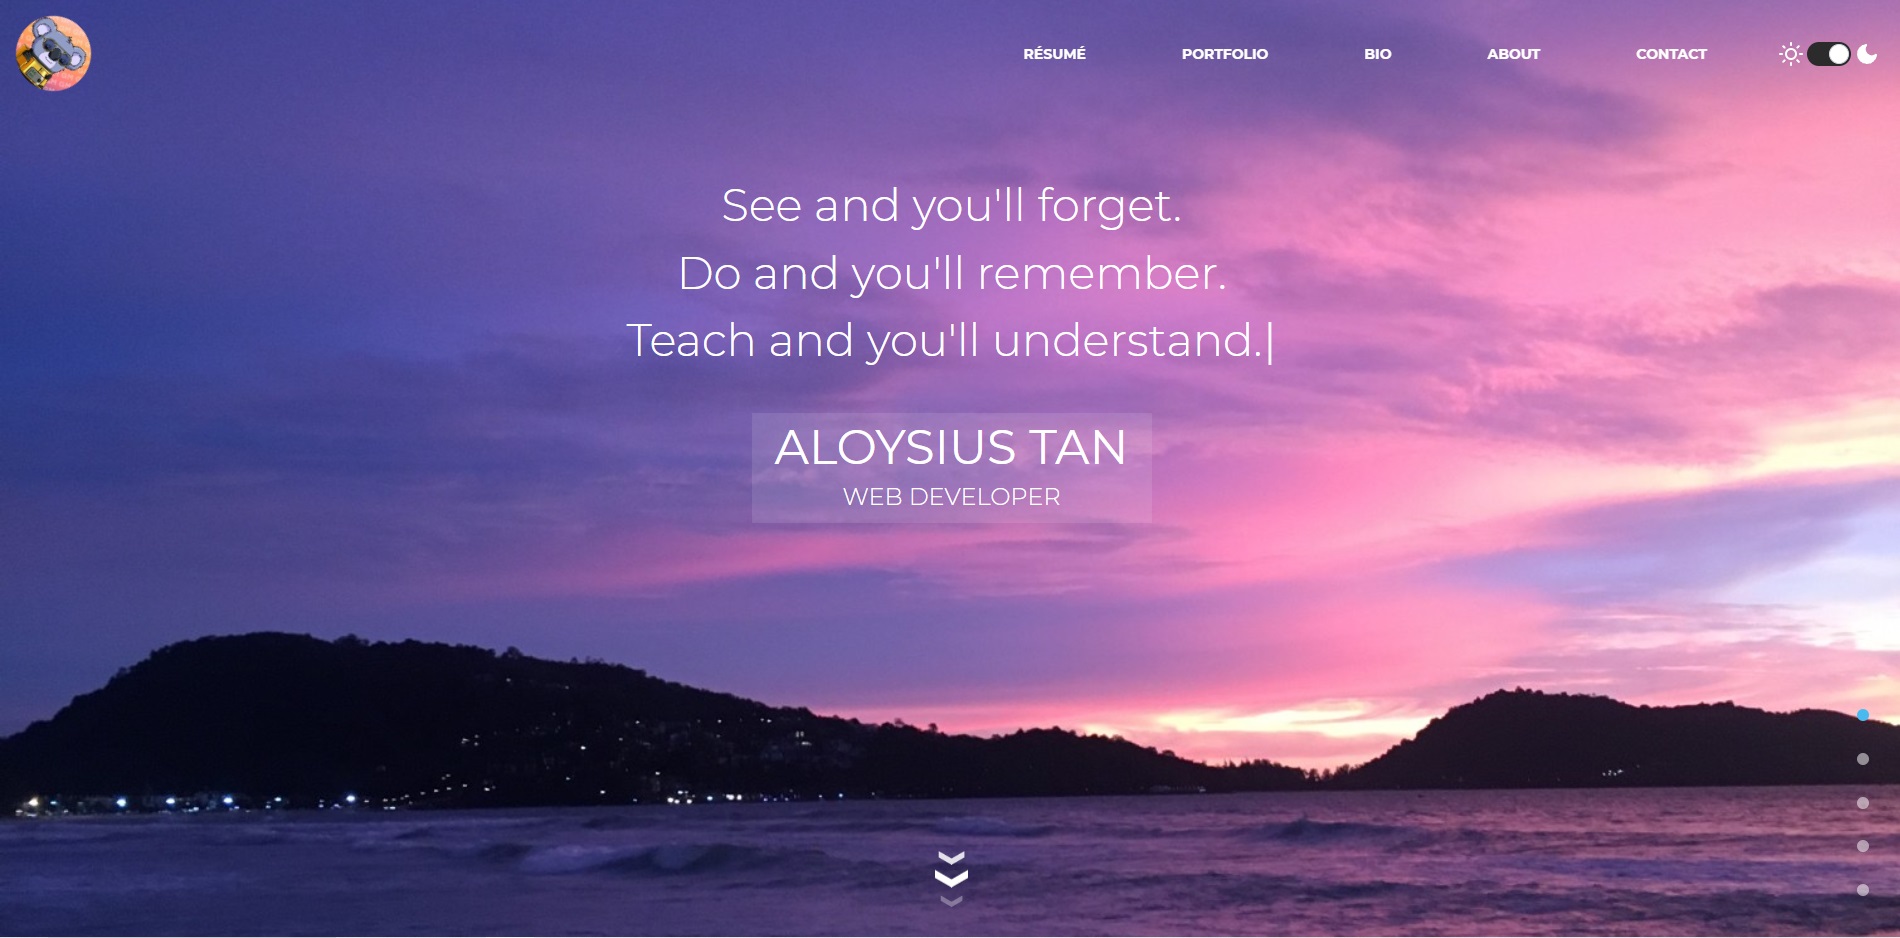 RÉSUMÉ PORTFOLIO BIO ABOUT CONTACT
See and you'll forget.
Do and you'll remember.
Teach and you'll understand.|
ALOYSIUS TAN
WEB DEVELOPER